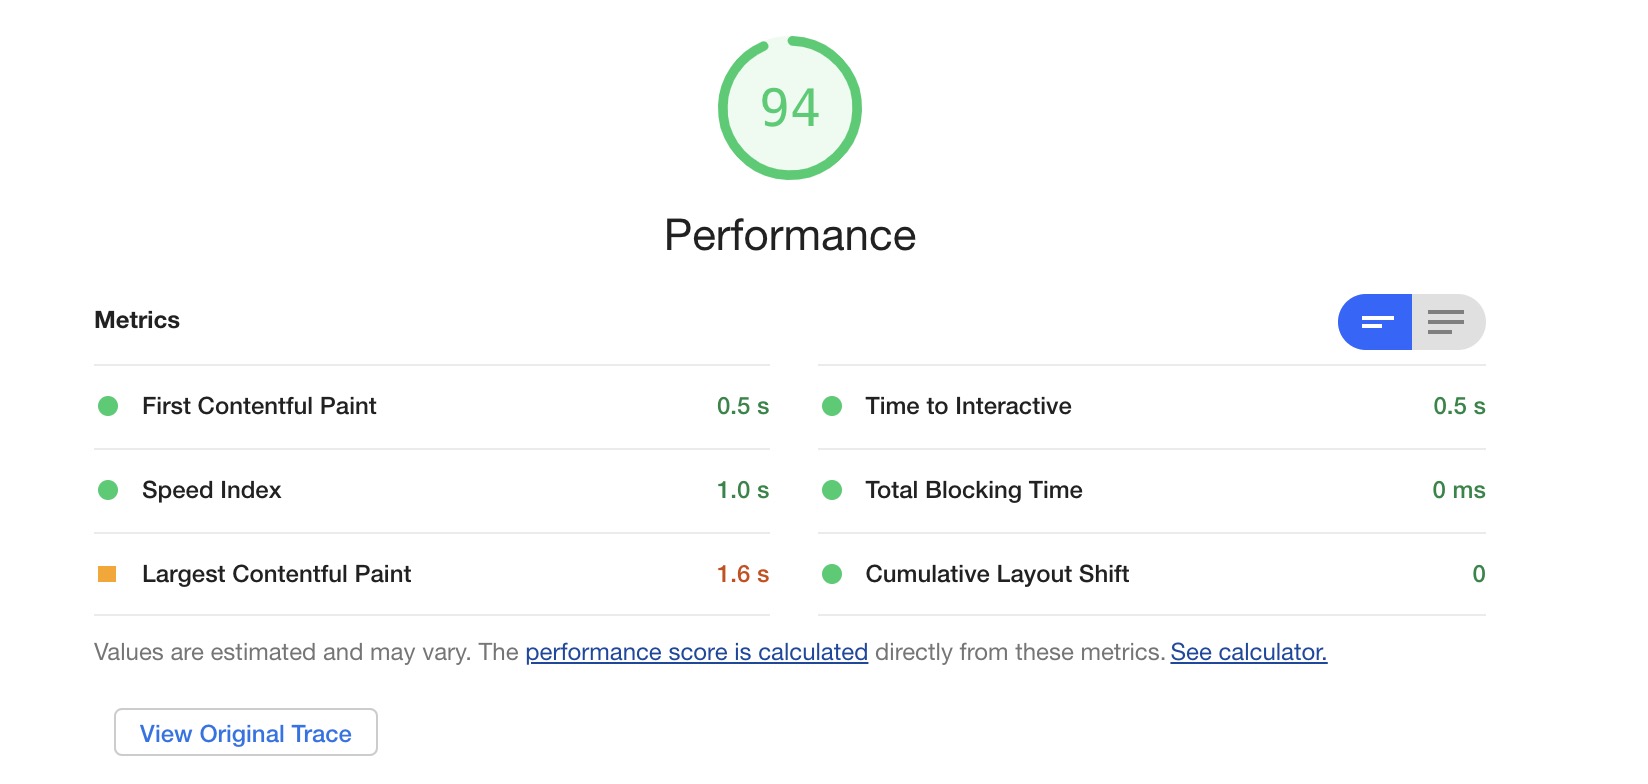 94
Performance
Metrics
First Contentful Paint 0.5 s
Time to Interactive 0.5 s
Speed Index 1.0 s
Total Blocking Time 0 ms
Largest Contentful Paint 1.6 s
Cumulative Layout Shift 0
Values are estimated and may vary. The performance score is calculated directly from these metrics. See calculator.
View Original Trace